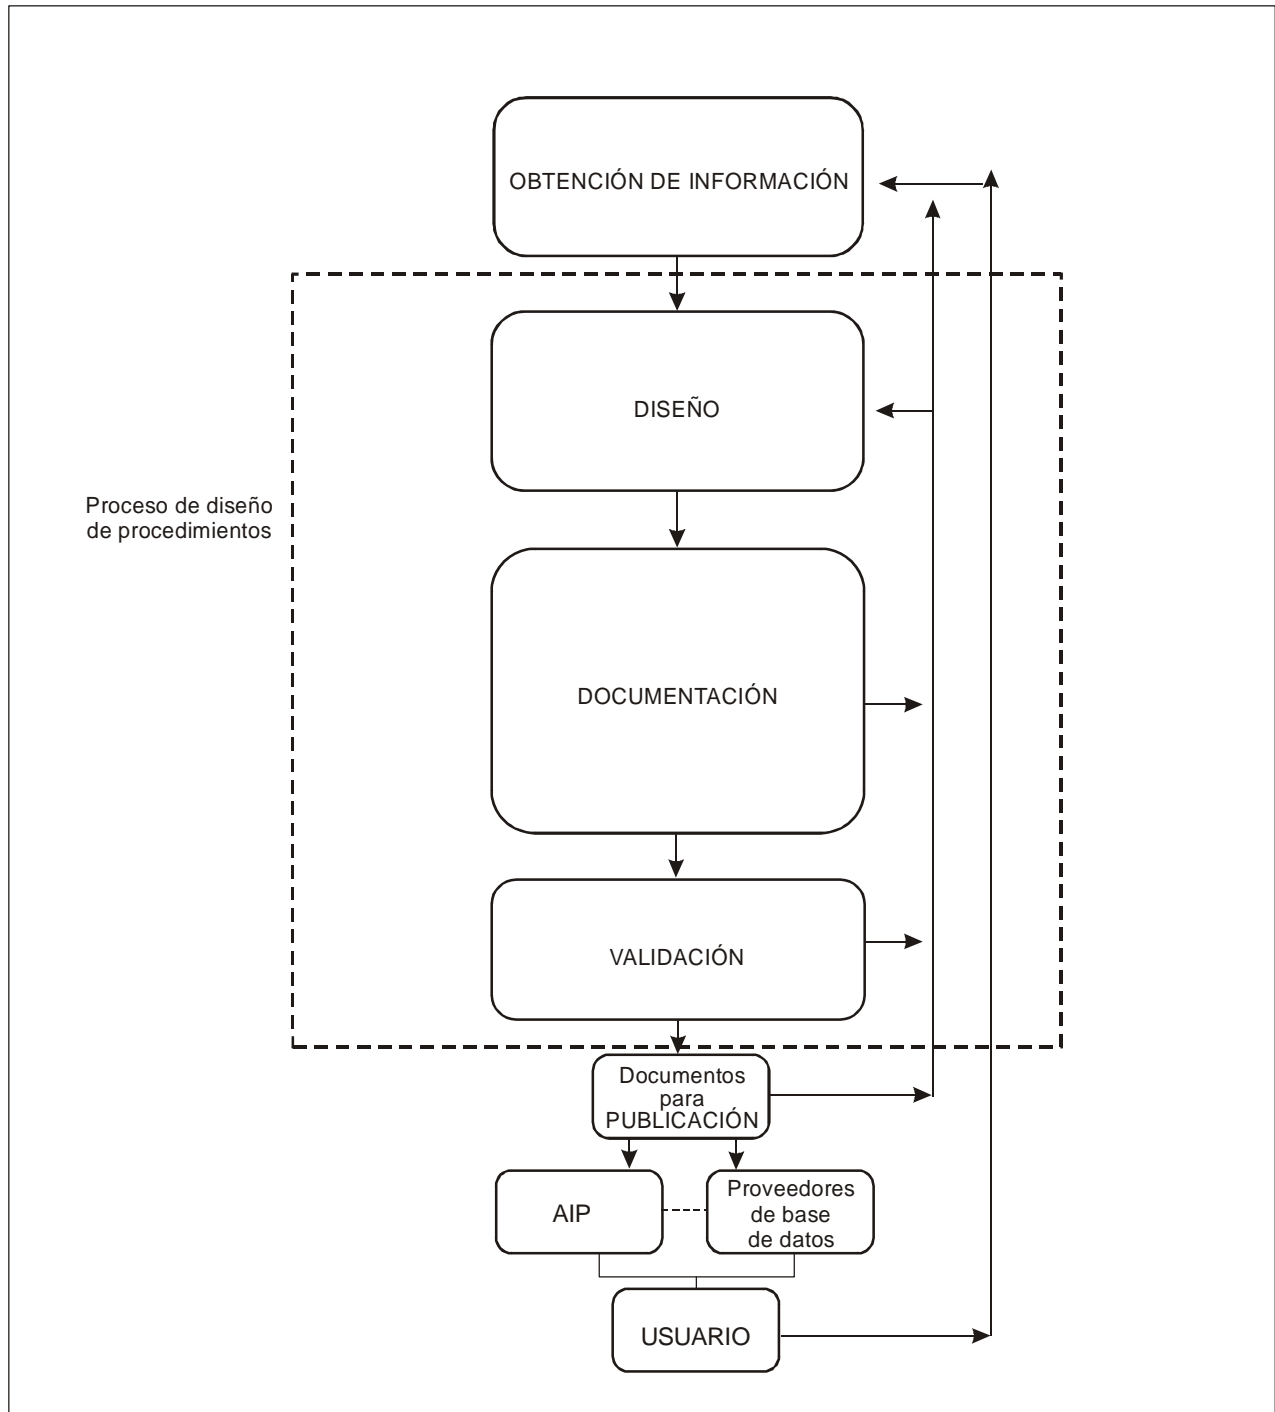 OBTENCIÓN DE INFORMACIÓN
DISEÑO
Proceso de diseño
de procedimientos
DOCUMENTACIÓN
VALIDACIÓN
Documentos
para
PUBLICACIÓN
AIP
Proveedores
de base
de datos
USUARIO